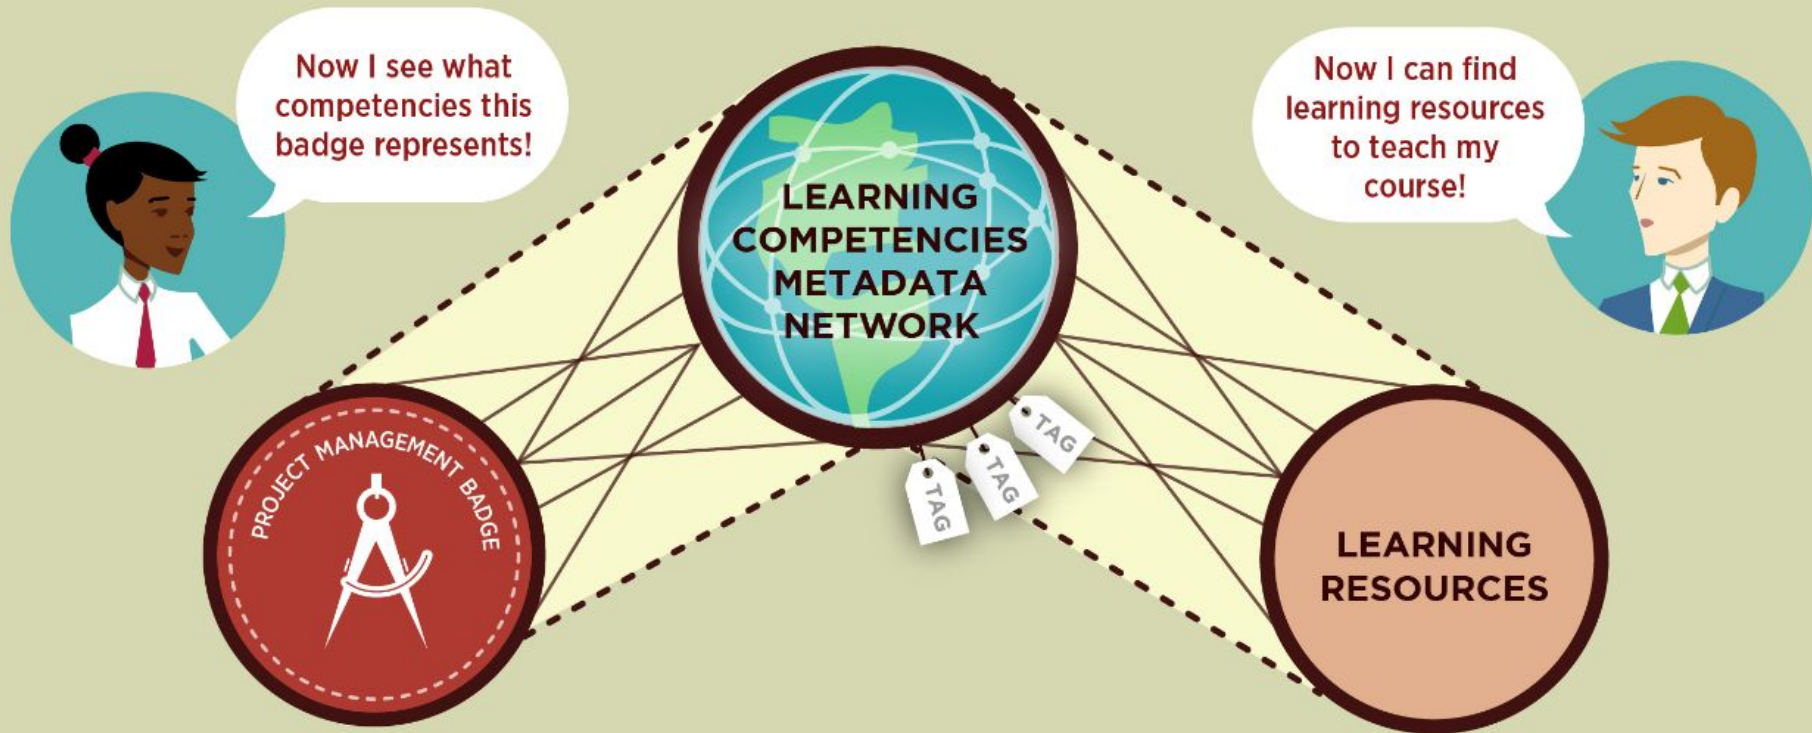 Now I see what
competencies this
badge represents!
Now I can find
learning resources
to teach my
course!
LEARNING
COMPETENCIES
METADATA
NETWORK
TAG
TAG
TAG
PROJECT MANAGEMENT BADGE
LEARNING
RESOURCES